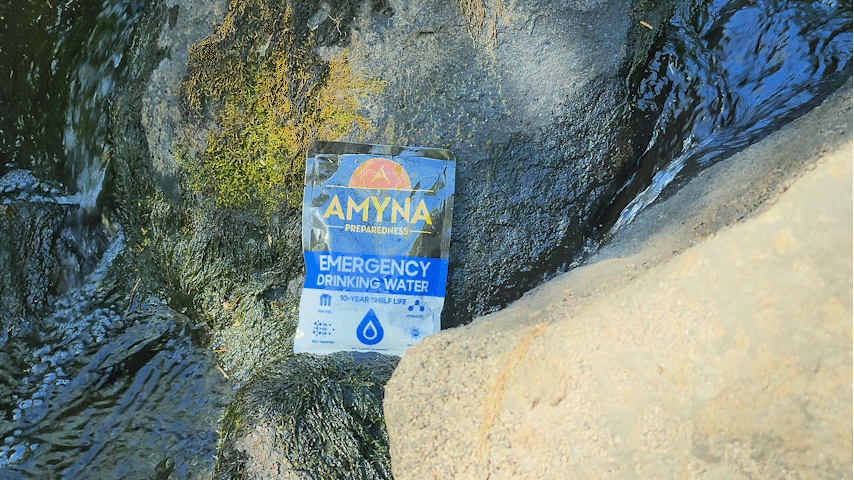 AMYNA
PREPAREDNESS
EMERGENCY
DRINKING WATER
10-YEAR SHELF LIFE